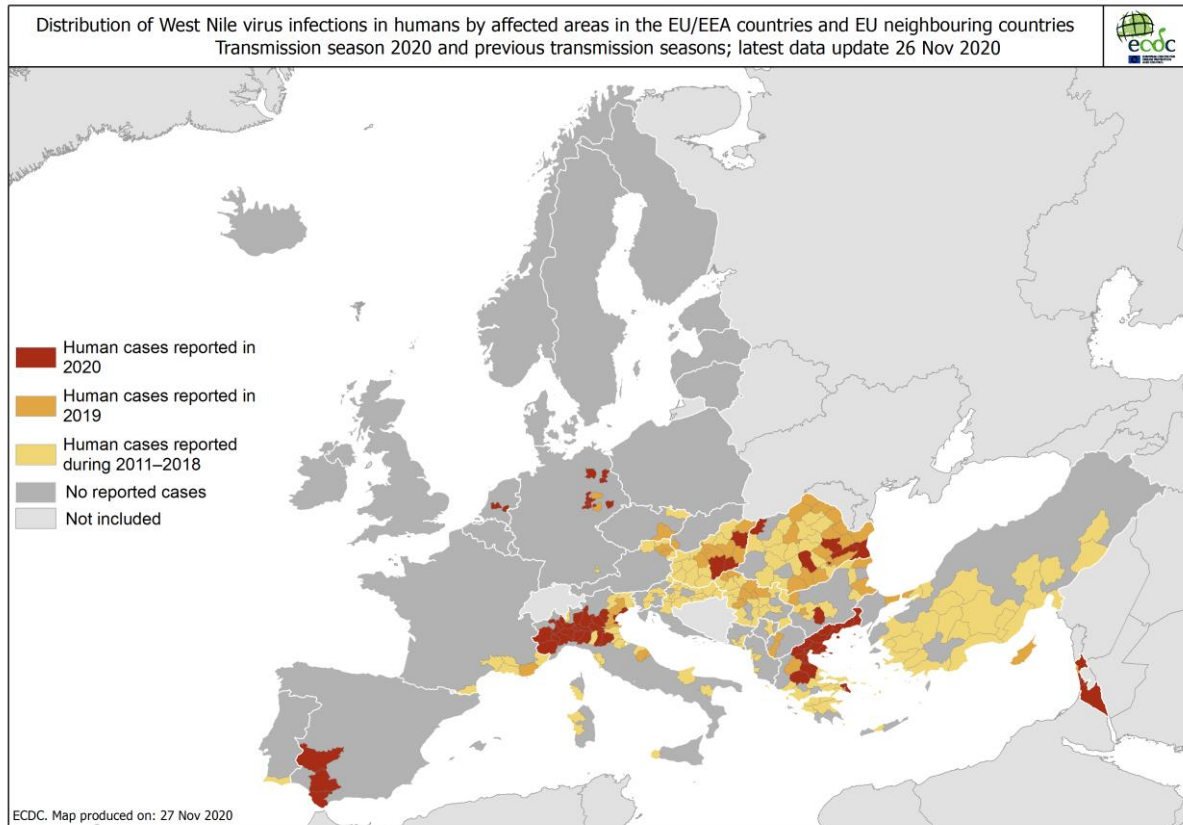 Distribution of West Nile virus infections in humans by affected areas in the EU/EEA countries and EU neighbouring countries
Transmission season 2020 and previous transmission seasons; latest data update 26 Nov 2020
ecdc
Human cases reported in
2020
Human cases reported in
2019
Human cases reported
during 2011–2018
No reported cases
Not included
ECDC. Map produced on: 27 Nov 2020